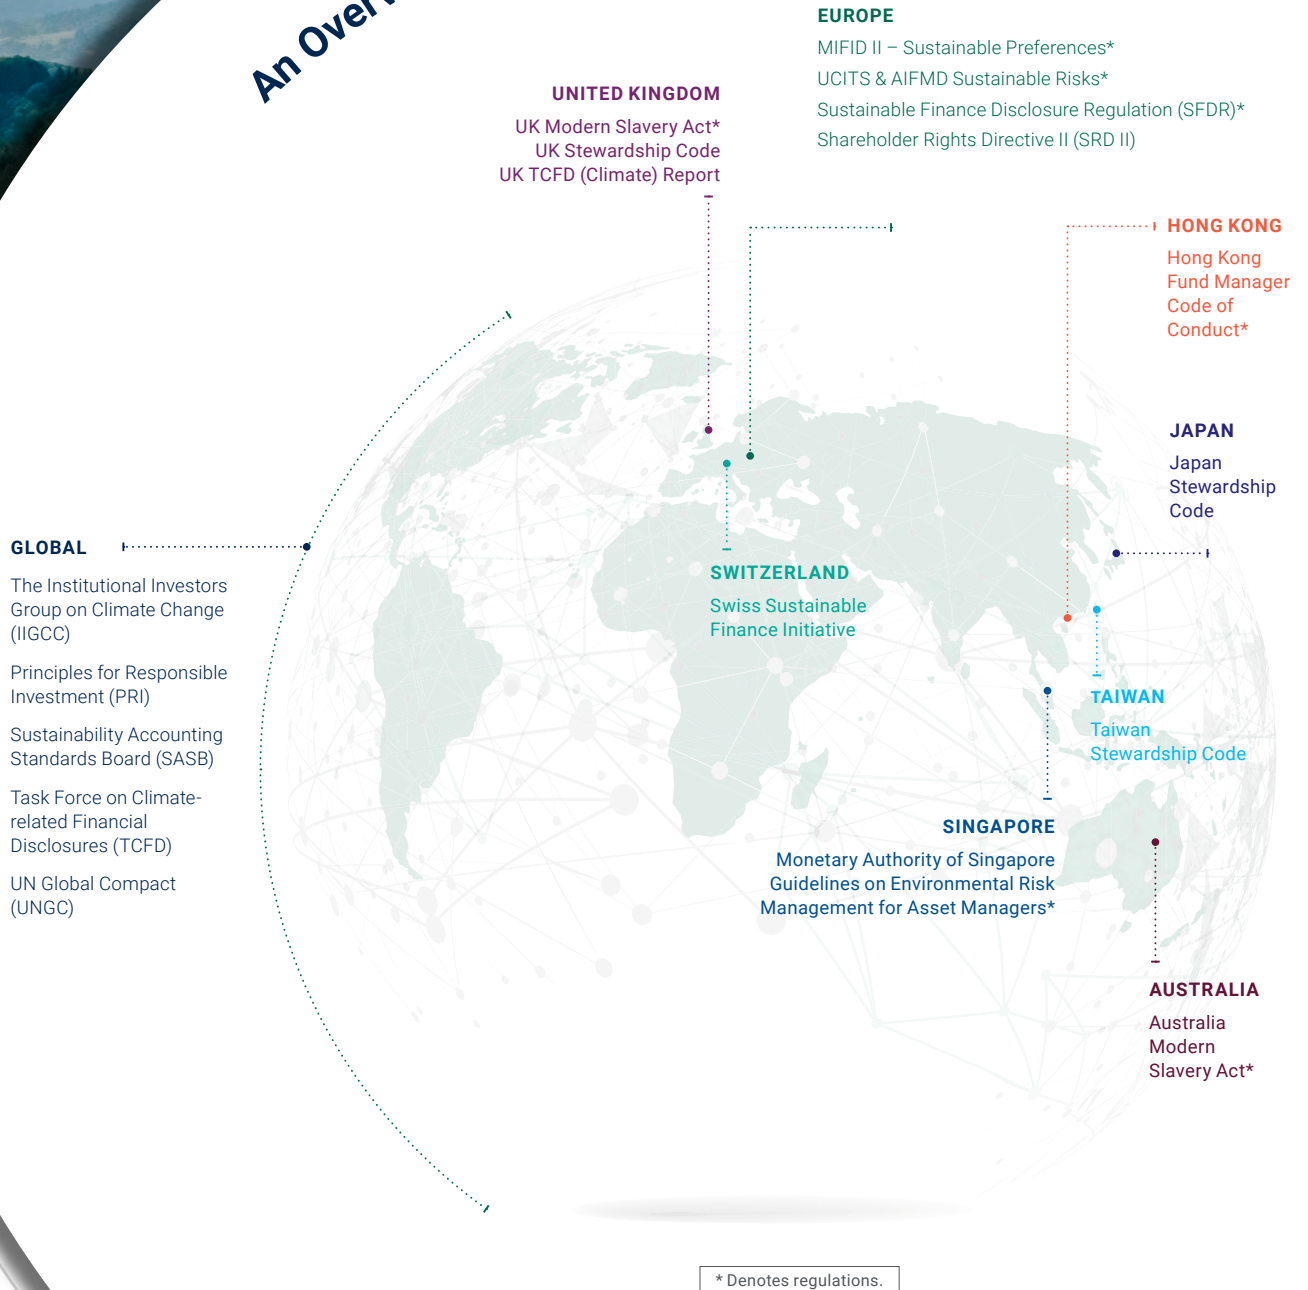 An
EUROPE
MIFID II – Sustainable Preferences*
UCITS & AIFMD Sustainable Risks*
Sustainable Finance Disclosure Regulation (SFDR)*
Shareholder Rights Directive II (SRD II)
UNITED KINGDOM
UK Modern Slavery Act*
UK Stewardship Code
UK TCFD (Climate) Report
HONG KONG
Hong Kong
Fund Manager
Code of
Conduct*
JAPAN
Japan
Stewardship
Code
GLOBAL
The Institutional Investors
Group on Climate Change
(IIGCC)
Principles for Responsible
Investment (PRI)
Sustainability Accounting
Standards Board (SASB)
Task Force on Climate-
related Financial
Disclosures (TCFD)
UN Global Compact
(UNGC)
SWITZERLAND
Swiss Sustainable
Finance Initiative
TAIWAN
Taiwan
Stewardship Code
SINGAPORE
Monetary Authority of Singapore
Guidelines on Environmental Risk
Management for Asset Managers*
AUSTRALIA
Australia
Modern
Slavery Act*
* Denotes regulations.